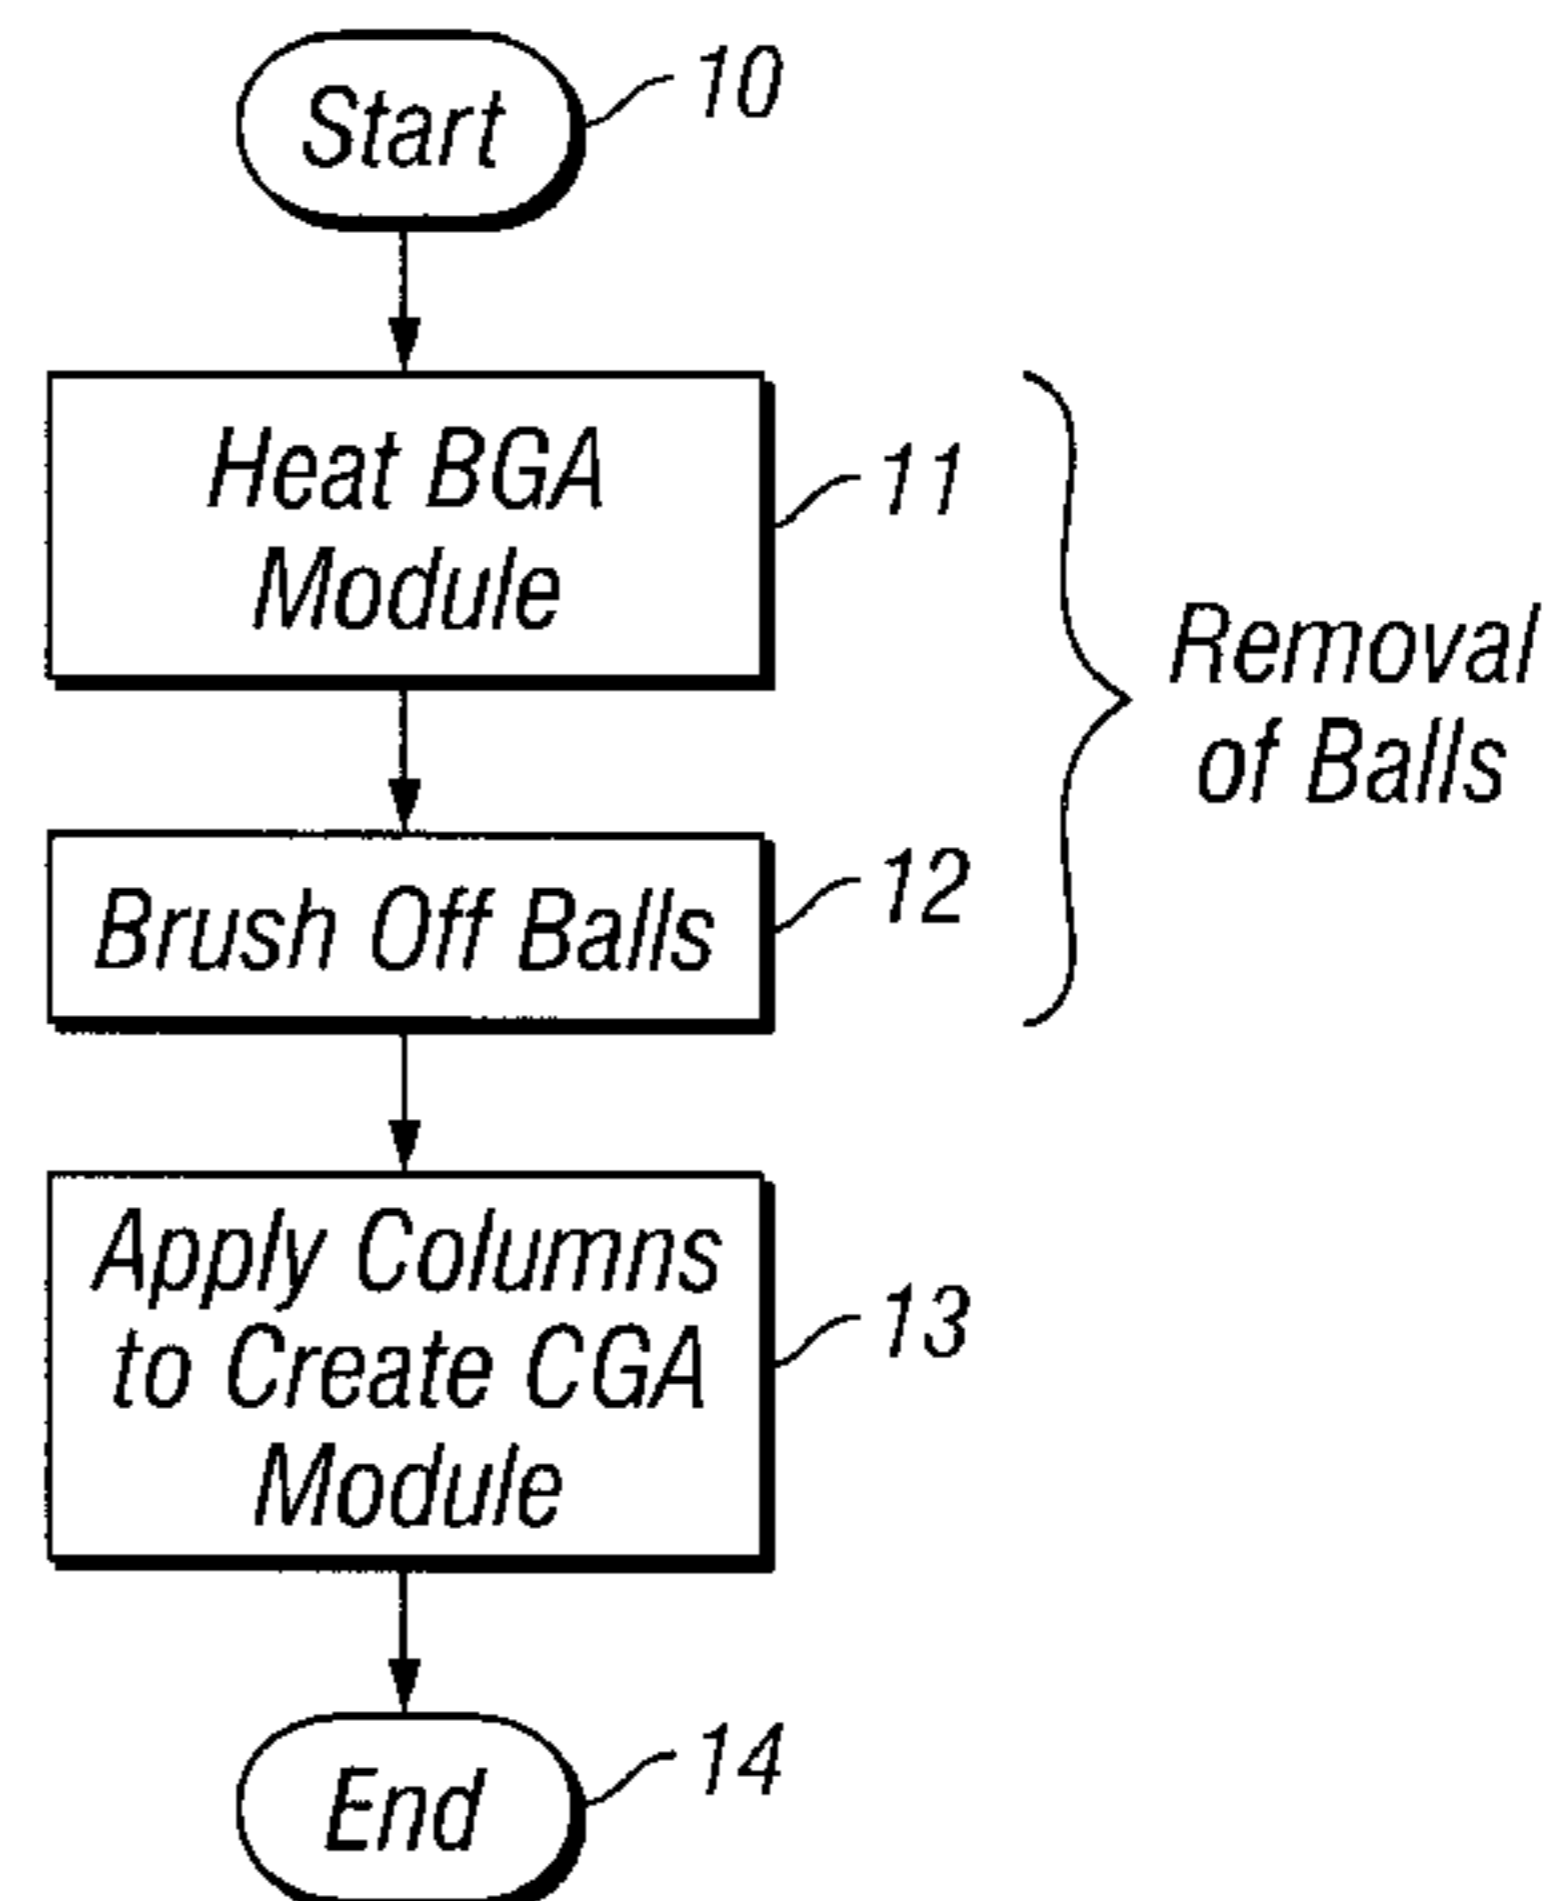 Start
10
Heat BGA
Module
11
Removal
of Balls
Brush Off Balls
12
Apply Columns
to Create CGA
Module
13
End
14